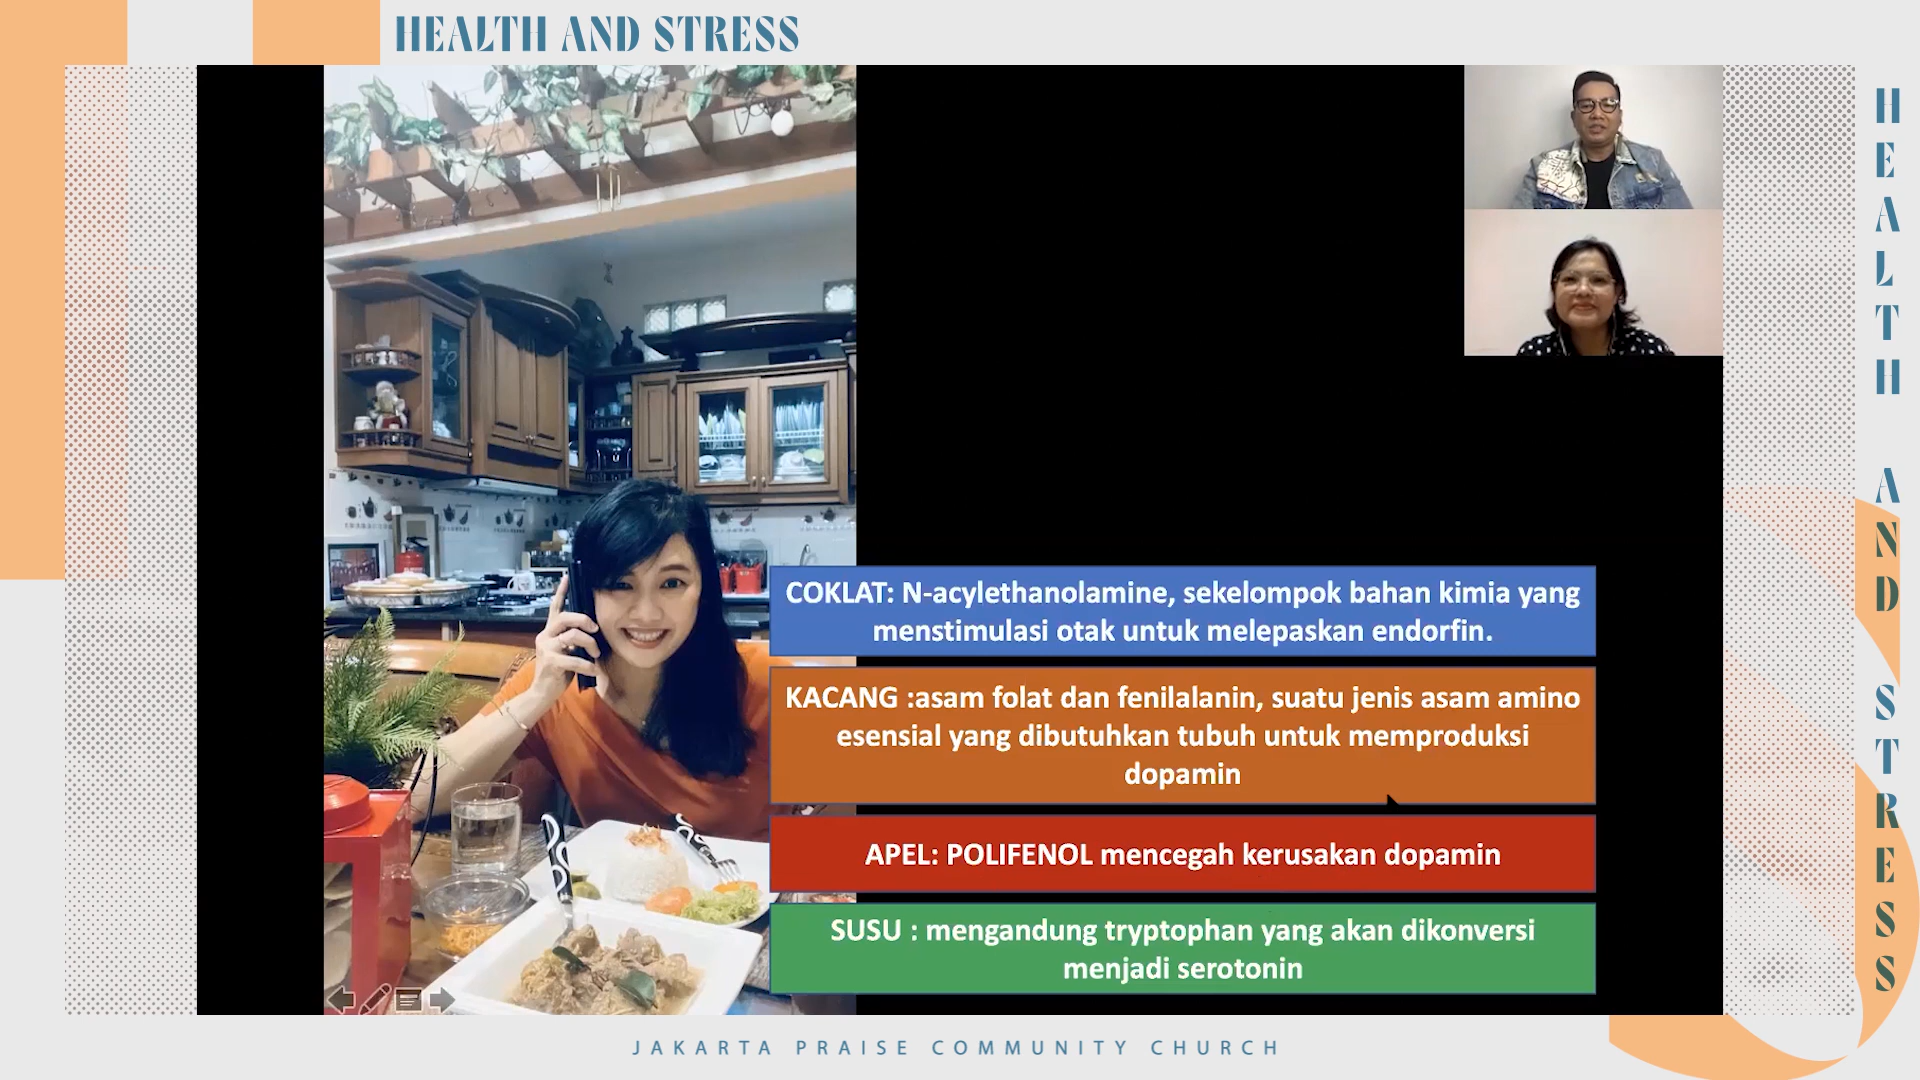 HEALTH AND STRESS
COKLAT: N-acylethanolamine, sekelompok bahan kimia yang
menstimulasi otak untuk melepaskan endorfin.
KACANG :asam folat dan fenilalanin, suatu jenis asam amino
esensial yang dibutuhkan tubuh untuk memproduksi
dopamin
APEL: POLIFENOL mencegah kerusakan dopamin
SUSU : mengandung tryptophan yang akan dikonversi
menjadi serotonin
HEALTH AND STRESS
JAKARTA PRAISE COMMUNITY CHURCH